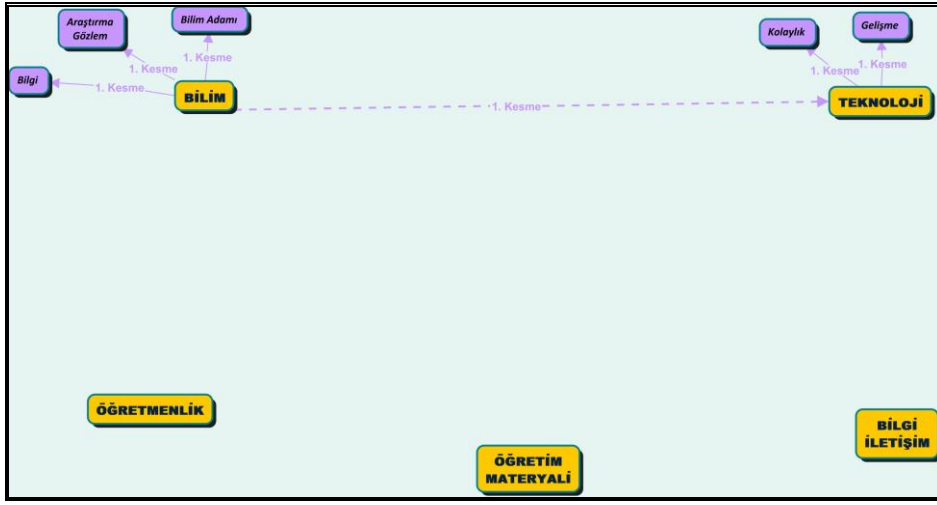 Araştırma
Gözlem
Bilim Adamı
Kolaylık
Gelişme
1. Kesme
1. Kesme
1. Kesme
1. Kesme
Bilgi
1. Kesme
BİLİM
1. Kesme
TEKNOLOJİ
ÖĞRETMENLİK
BİLGİ
İLETİŞİM
ÖĞRETİM
MATERYALİ